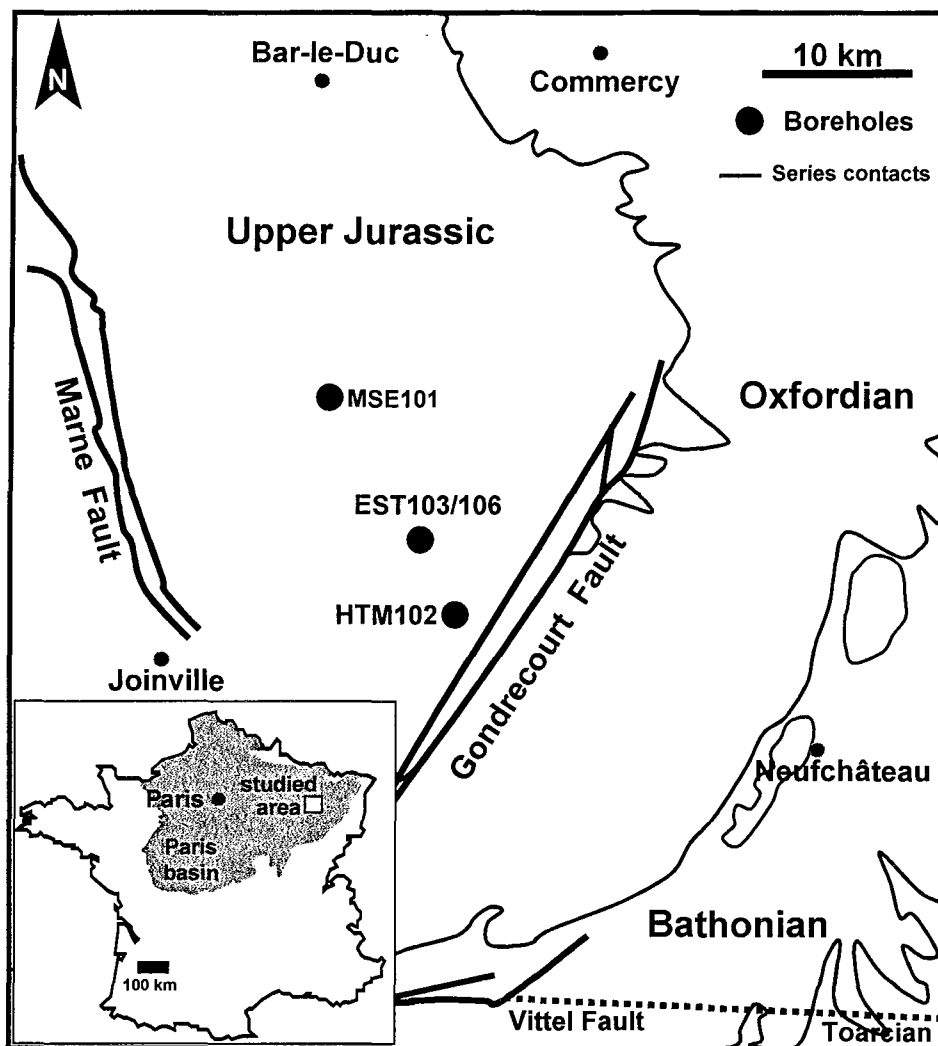 Bar-le-Duc
Commercy
10 km
N
Boreholes
Series contacts
Upper Jurassic
Marne Fault
MSE101
Oxfordian
EST103/106
HTM102
Gondrecourt Fault
Joinville
Neufchâteau
studied
area
Paris
Paris
basin
100 km
Bathonian
Vittel Fault
Toarcian